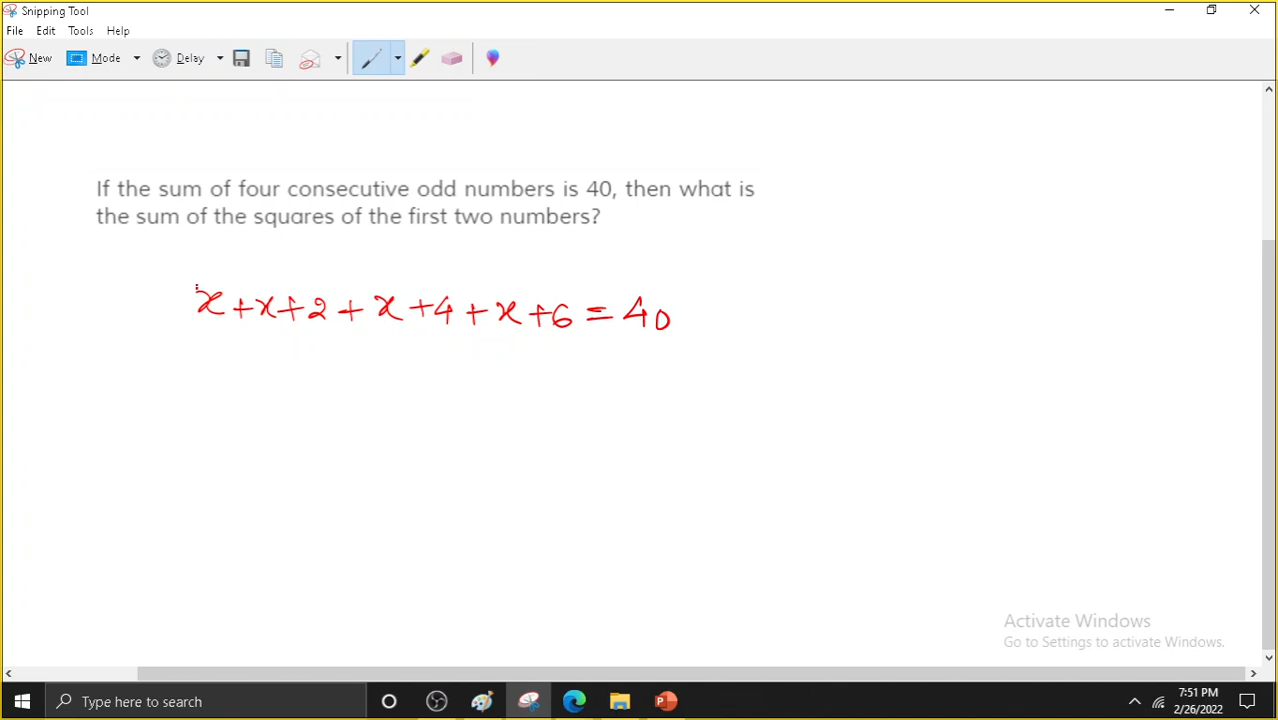 Snipping Tool
File Edit Tools Help
New Mode Delay
If the sum of four consecutive odd numbers is 40, then what is
the sum of the squares of the first two numbers?
x+x+2+x+4+x+6=40
Activate Windows
Go to Settings to activate Windows.
Type here to search
7:51 PM
2/26/2022